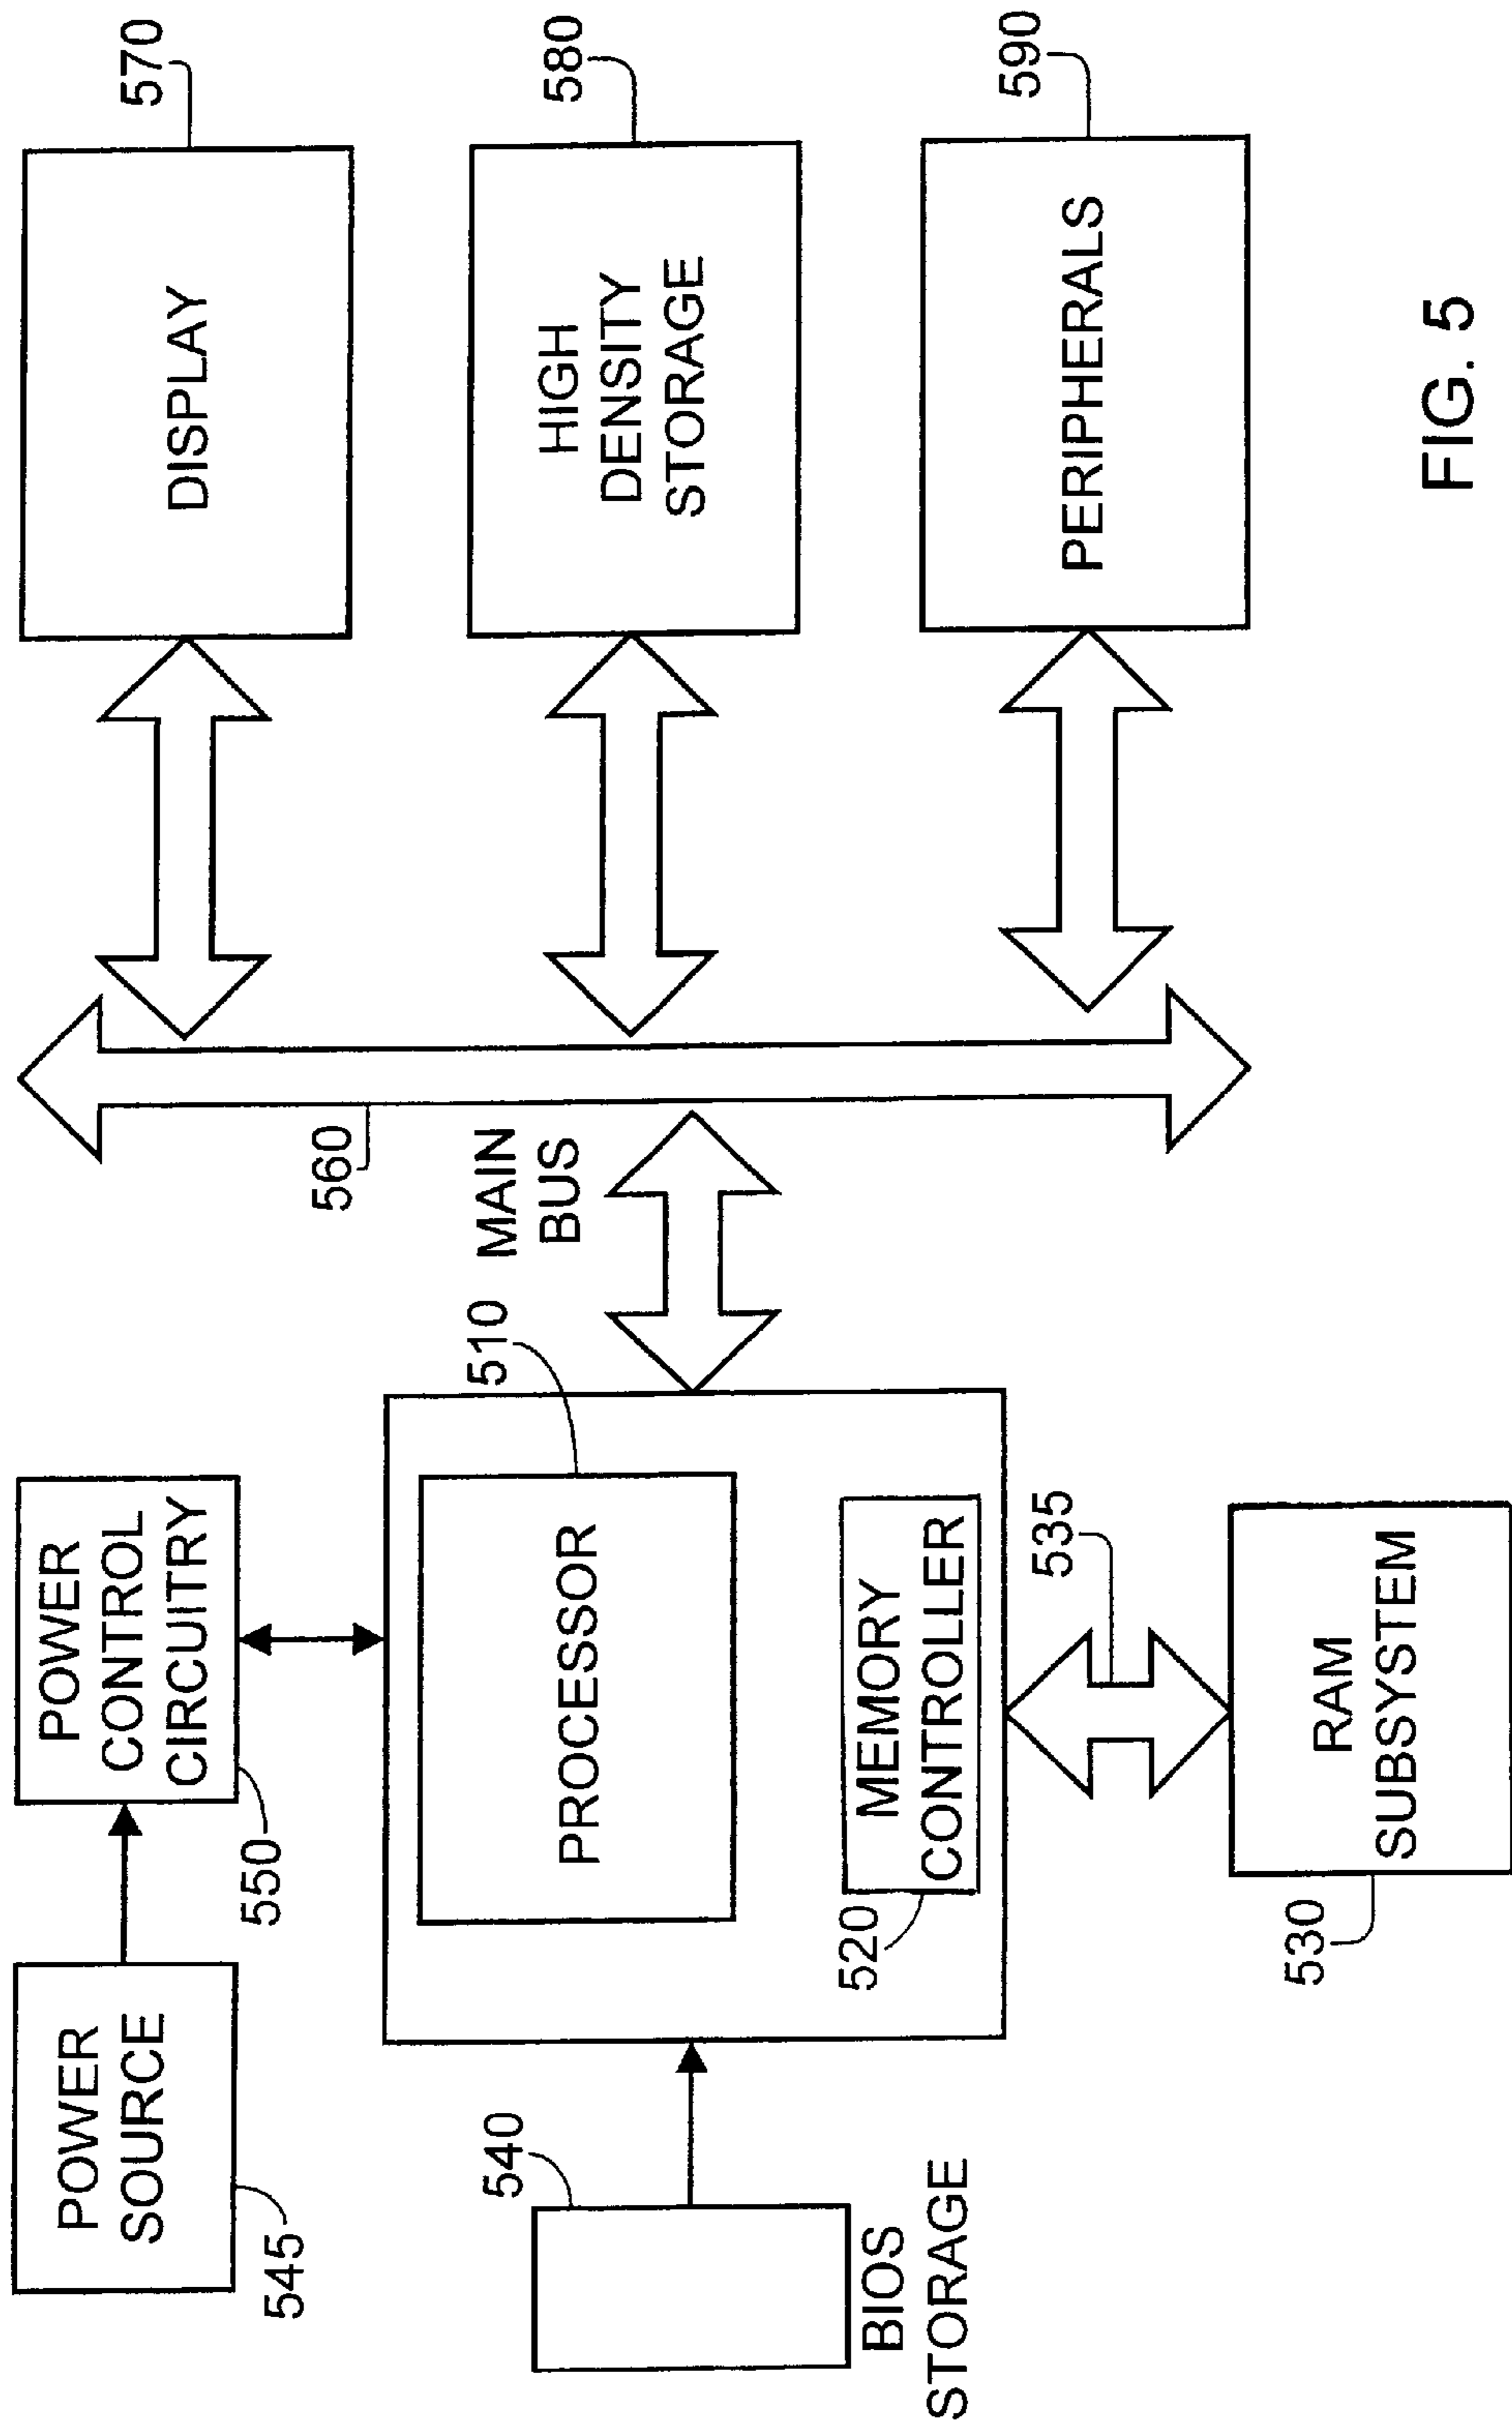 POWER
SOURCE
545
POWER
CONTROL
CIRCUITRY
550
540
BIOS
STORAGE
PROCESSOR
510
MEMORY
CONTROLLER
520
535
RAM
SUBSYSTEM
530
560
MAIN
BUS
DISPLAY
570
HIGH
DENSITY
STORAGE
580
PERIPHERALS
590
FIG. 5